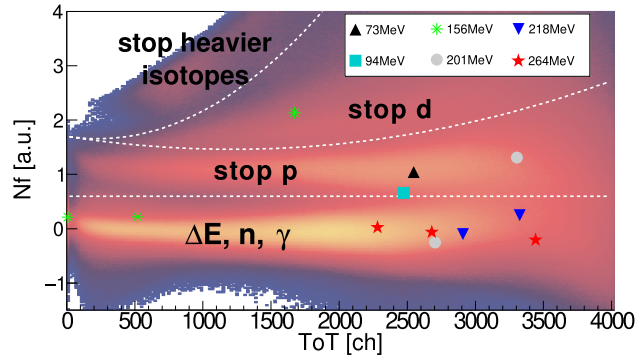 4
3
2
1
0
−1
Nf [a.u.]
stop heavier
isotopes
73MeV 156MeV 218MeV
94MeV 201MeV 264MeV
stop d
stop p
ΔE, n, γ
0 500 1000 1500 2000 2500 3000 3500 4000
ToT [ch]